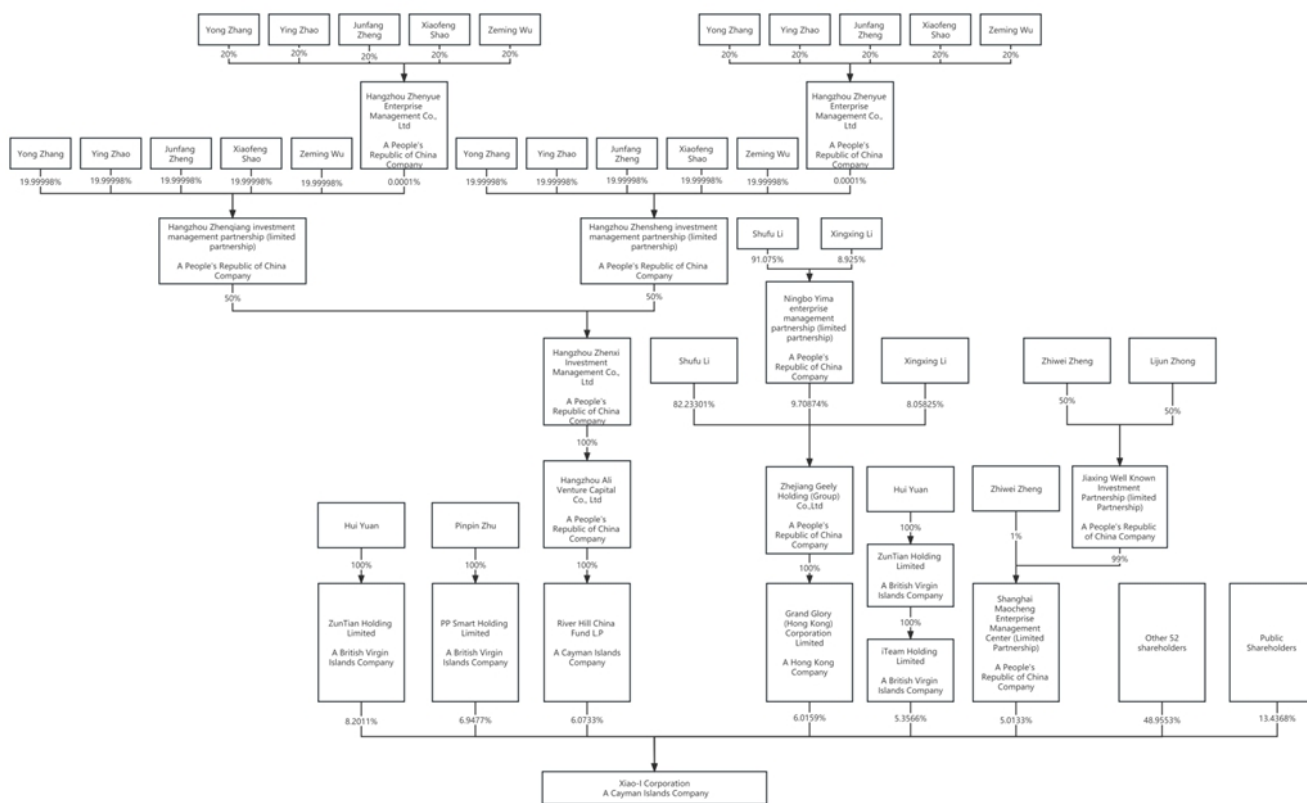 Yong Zhang
Ying Zhao
Junfang
Zheng
Xiaofeng
Shao
Zeming Wu
Yong Zhang
Ying Zhao
Junfang
Zheng
Xiaofeng
Shao
Zeming Wu
20%
20%
20%
20%
20%
20%
20%
20%
20%
20%
Hangzhou Zhenyue
Enterprise
Management Co.,
Ltd
A People's
Republic of China
Company
Hangzhou Zhenyue
Enterprise
Management Co.,
Ltd
A People's
Republic of China
Company
Yong Zhang
Ying Zhao
Junfang
Zheng
Xiaofeng
Shao
Zeming Wu
Yong Zhang
Ying Zhao
Junfang
Zheng
Xiaofeng
Shao
Zeming Wu
19.99998%
19.99998%
19.99998%
19.99998%
19.99998%
0.0001%
19.99998%
19.99998%
19.99998%
19.99998%
19.99998%
0.0001%
Hangzhou Zhenqiang investment
management partnership (limited
partnership)
A People's Republic of China
Company
Hangzhou Zhensheng investment
management partnership (limited
partnership)
A People's Republic of China
Company
Shufu Li
Xingxing Li
91.075%
8.925%
50%
50%
Ningbo Yima
enterprise
management
partnership (limited
partnership)
A People's
Republic of China
Company
Hangzhou Zhenxi
Investment
Management Co.,
Ltd
A People's
Republic of China
Company
Shufu Li
Xingxing Li
Zhiwei Zheng
Lijun Zhong
82.23301%
9.70874%
8.05825%
50%
50%
100%
Hangzhou Ali
Venture Capital
Co., Ltd
A People's
Republic of China
Company
Zhejiang Geely
Holding (Group)
Co.,Ltd
A People's
Republic of China
Company
Hui Yuan
Zhiwei Zheng
Jiaxing Well Known
Investment
Partnership (limited
Partnership)
A People's Republic
of China Company
Hui Yuan
Pinpin Zhu
100%
1%
99%
ZunTian Holding
Limited
A British Virgin
Islands Company
100%
100%
100%
100%
100%
ZunTian Holding
Limited
A British Virgin
Islands Company
PP Smart Holding
Limited
A British Virgin
Islands Company
River Hill China
Fund L.P
A Cayman Islands
Company
Grand Glory
(Hong Kong)
Corporation
Limited
A Hong Kong
Company
iTeam Holding
Limited
A British Virgin
Islands Company
Shanghai
Maocheng
Enterprise
Management
Center (Limited
Partnership)
A People's
Republic of China
Company
Other 52
shareholders
Public
Shareholders
8.2011%
6.9477%
6.0733%
6.0159%
5.3566%
5.0133%
48.9553%
13.4368%
Xiao-I Corporation
A Cayman Islands Company